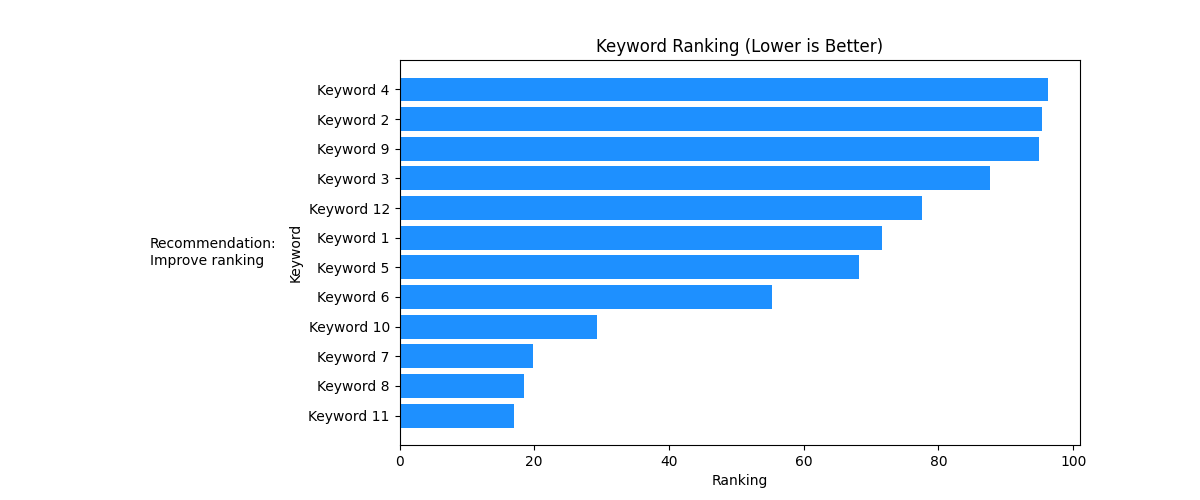 Keyword Ranking (Lower is Better)
Keyword 4
Keyword 2
Keyword 9
Keyword 3
Keyword 12
Keyword 1
Keyword 5
Keyword 6
Keyword 10
Keyword 7
Keyword 8
Keyword 11
Keyword
Recommendation:
Improve ranking
0 20 40 60 80 100
Ranking